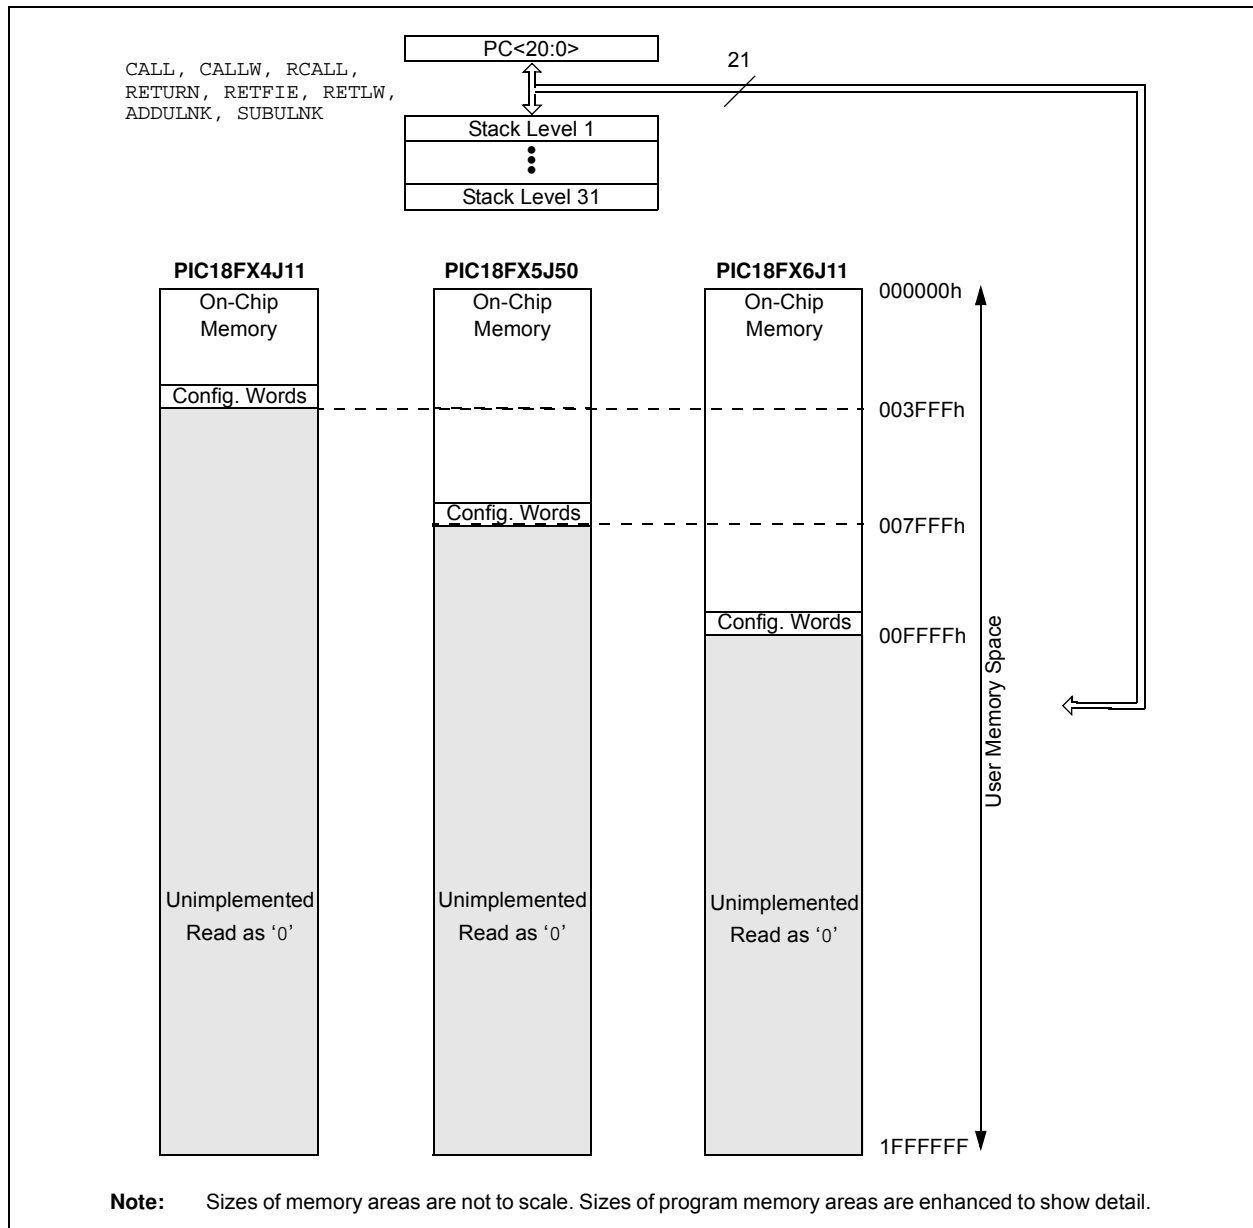 PC<20:0>
21
CALL, CALLW, RCALL,
RETURN, RETFIE, RETLW,
ADDULNK, SUBULNK
Stack Level 1
Stack Level 31
PIC18FX4J11
PIC18FX5J50
PIC18FX6J11
On-Chip
Memory
On-Chip
Memory
On-Chip
Memory
000000h
Config. Words
003FFFh
Config. Words
007FFFh
Config. Words
00FFFFh
User Memory Space
Unimplemented
Read as ‘0’
Unimplemented
Read as ‘0’
Unimplemented
Read as ‘0’
1FFFFFF
Note: Sizes of memory areas are not to scale. Sizes of program memory areas are enhanced to show detail.